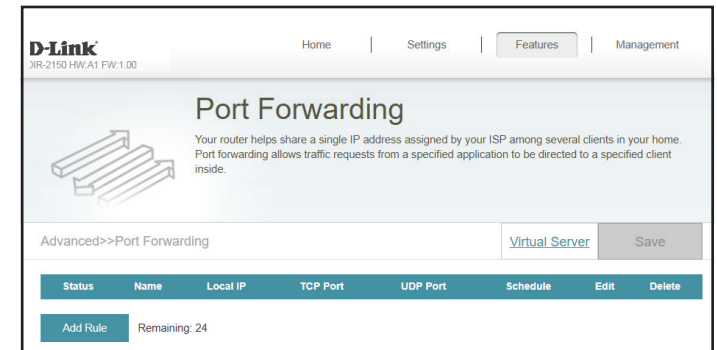 D-Link
DIR-2150 HW:A1 FW:1.00
Home | Settings | Features | Management
Port Forwarding
Your router helps share a single IP address assigned by your ISP among several clients in your home.
Port forwarding allows traffic requests from a specified application to be directed to a specified client
inside.
Advanced>>Port Forwarding
Virtual Server
Save
Status Name Local IP TCP Port UDP Port Schedule Edit Delete
Add Rule Remaining: 24